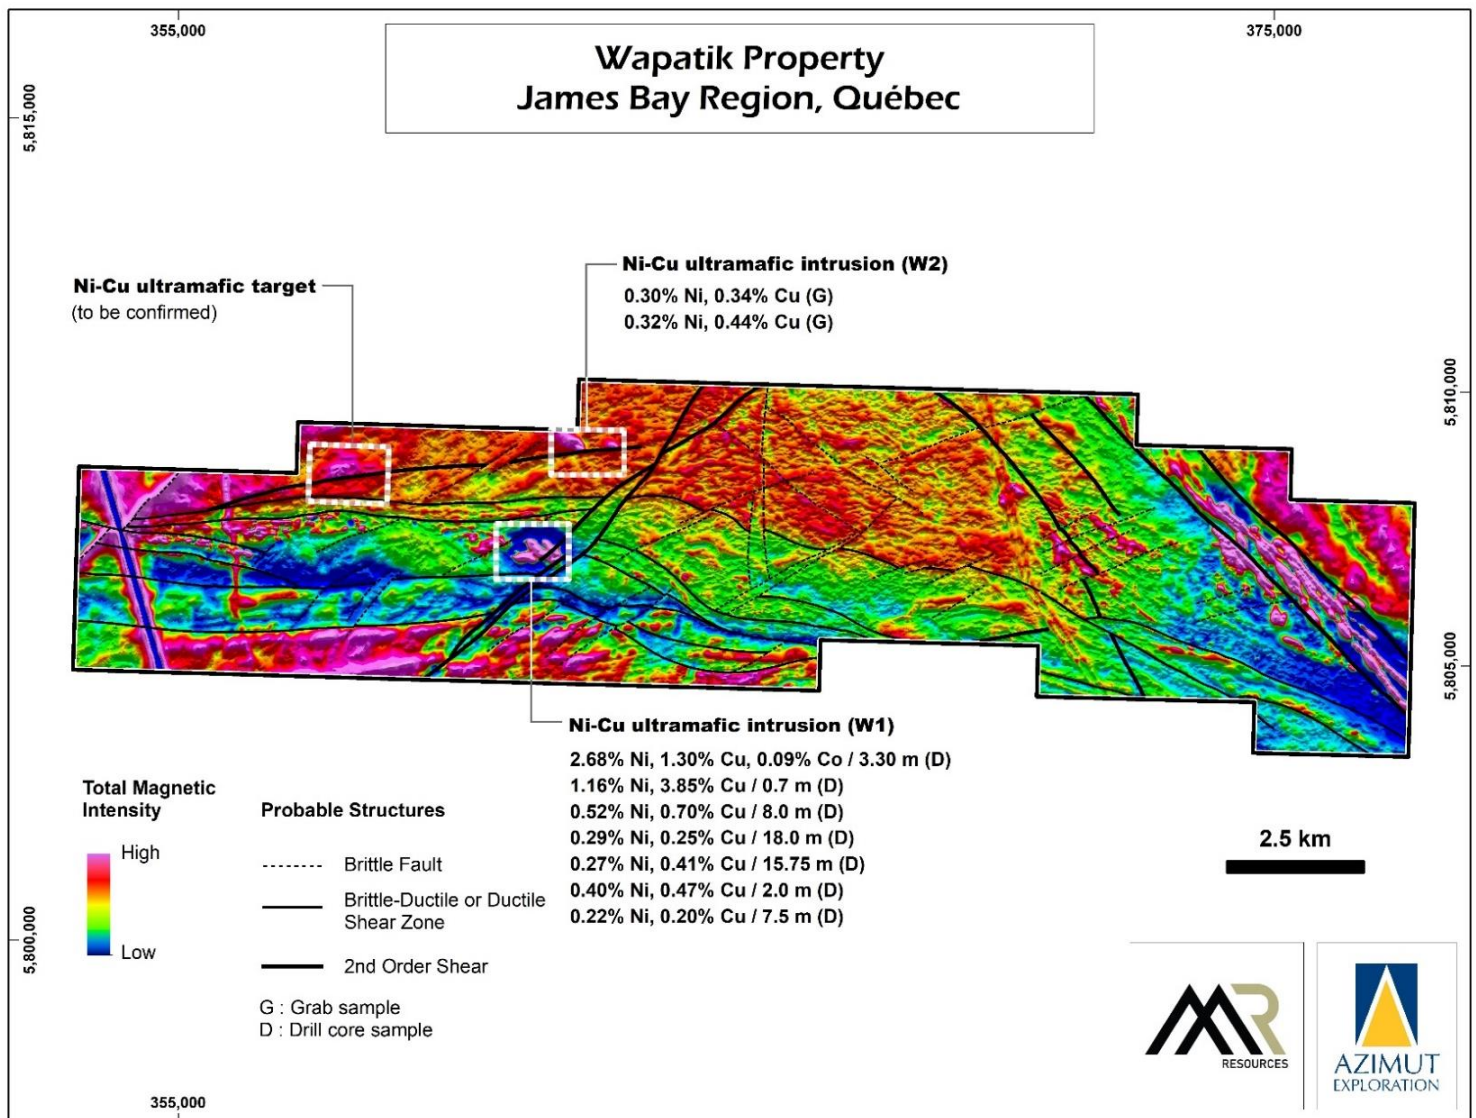 355,000
375,000
Wapatik Property
James Bay Region, Québec
5,815,000
Ni-Cu ultramafic intrusion (W2)
0.30% Ni, 0.34% Cu (G)
0.32% Ni, 0.44% Cu (G)
Ni-Cu ultramafic target
(to be confirmed)
5,810,000
5,805,000
Ni-Cu ultramafic intrusion (W1)
2.68% Ni, 1.30% Cu, 0.09% Co / 3.30 m (D)
1.16% Ni, 3.85% Cu / 0.7 m (D)
0.52% Ni, 0.70% Cu / 8.0 m (D)
0.29% Ni, 0.25% Cu / 18.0 m (D)
0.27% Ni, 0.41% Cu / 15.75 m (D)
0.40% Ni, 0.47% Cu / 2.0 m (D)
0.22% Ni, 0.20% Cu / 7.5 m (D)
Total Magnetic
Intensity
High
Low
Probable Structures
Brittle Fault
Brittle-Ductile or Ductile
Shear Zone
2nd Order Shear
G : Grab sample
D : Drill core sample
2.5 km
5,800,000
355,000
RESOURCES
AZIMUT
EXPLORATION